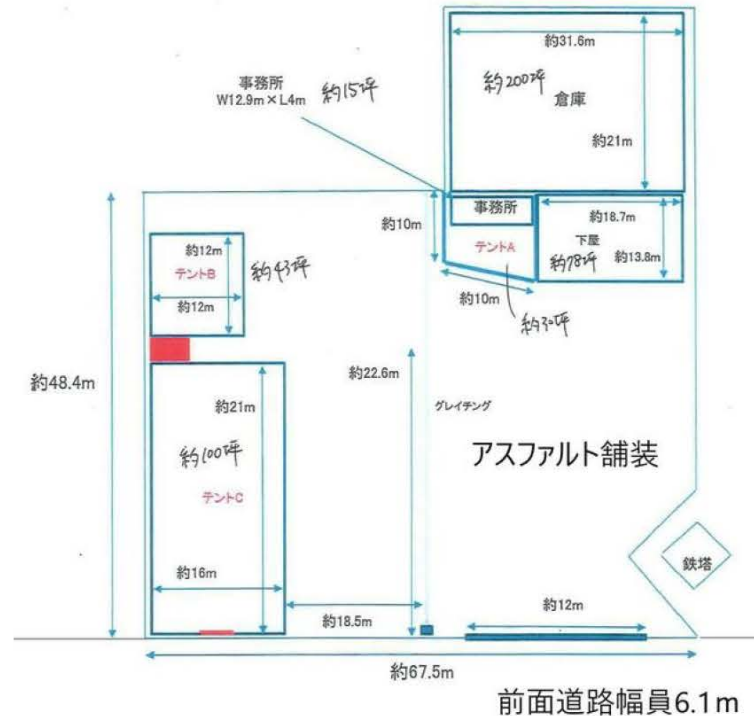 約31.6m
約200坪
倉庫
約21m
事務所
W12.9m×L4m
約15坪
約10m
事務所
テントA
約18.7m
下屋
約13.8m
約78坪
約10m
約30坪
約12m
テントB
約12m
約43坪
約48.4m
約22.6m
グレイチング
アスファルト舗装
約21m
約100坪
テントC
約16m
約18.5m
約12m
鉄塔
約67.5m
前面道路幅員6.1m